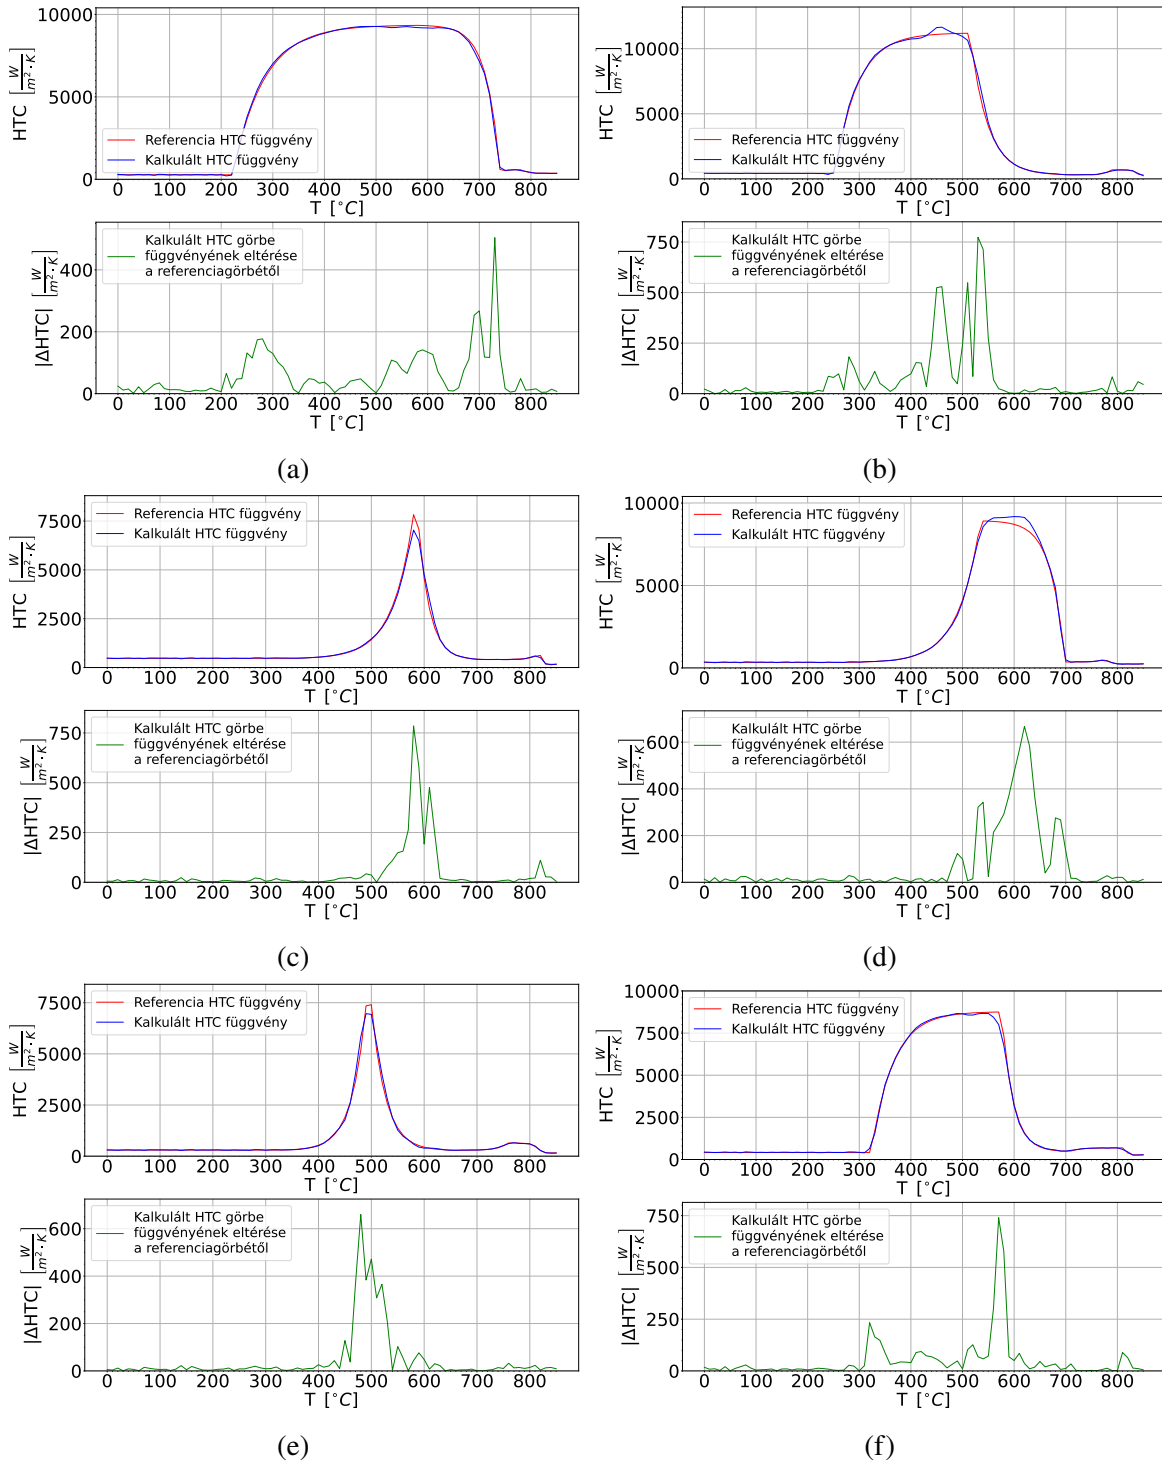 10000
5000
0
HTC [W/m²·K]
Referencia HTC függvény
Kalkulált HTC függvény
0 100 200 300 400 500 600 700 800
T [°C]
400
200
0
|ΔHTC| [W/m²·K]
Kalkulált HTC görbe
függvényének eltérése
a referenciagörbétől
0 100 200 300 400 500 600 700 800
T [°C]
(a)
10000
5000
0
HTC [W/m²·K]
Referencia HTC függvény
Kalkulált HTC függvény
0 100 200 300 400 500 600 700 800
T [°C]
750
500
250
0
|ΔHTC| [W/m²·K]
Kalkulált HTC görbe
függvényének eltérése
a referenciagörbétől
0 100 200 300 400 500 600 700 800
T [°C]
(b)
7500
5000
2500
0
HTC [W/m²·K]
Referencia HTC függvény
Kalkulált HTC függvény
0 100 200 300 400 500 600 700 800
T [°C]
750
500
250
0
|ΔHTC| [W/m²·K]
Kalkulált HTC görbe
függvényének eltérése
a referenciagörbétől
0 100 200 300 400 500 600 700 800
T [°C]
(c)
10000
5000
0
HTC [W/m²·K]
Referencia HTC függvény
Kalkulált HTC függvény
0 100 200 300 400 500 600 700 800
T [°C]
600
400
200
0
|ΔHTC| [W/m²·K]
Kalkulált HTC görbe
függvényének eltérése
a referenciagörbétől
0 100 200 300 400 500 600 700 800
T [°C]
(d)
7500
5000
2500
0
HTC [W/m²·K]
Referencia HTC függvény
Kalkulált HTC függvény
0 100 200 300 400 500 600 700 800
T [°C]
600
400
200
0
|ΔHTC| [W/m²·K]
Kalkulált HTC görbe
függvényének eltérése
a referenciagörbétől
0 100 200 300 400 500 600 700 800
T [°C]
(e)
10000
7500
5000
2500
0
HTC [W/m²·K]
Referencia HTC függvény
Kalkulált HTC függvény
0 100 200 300 400 500 600 700 800
T [°C]
750
500
250
0
|ΔHTC| [W/m²·K]
Kalkulált HTC görbe
függvényének eltérése
a referenciagörbétől
0 100 200 300 400 500 600 700 800
T [°C]
(f)